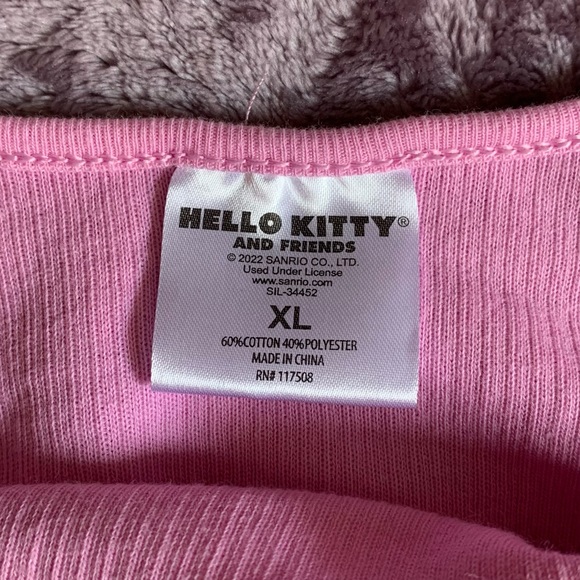 HELLO KITTY®
AND FRIENDS
© 2022 SANRIO CO., LTD.
Used Under License
www.sanrio.com
SIL-34452
XL
60%COTTON 40%POLYESTER
MADE IN CHINA
RN# 117508